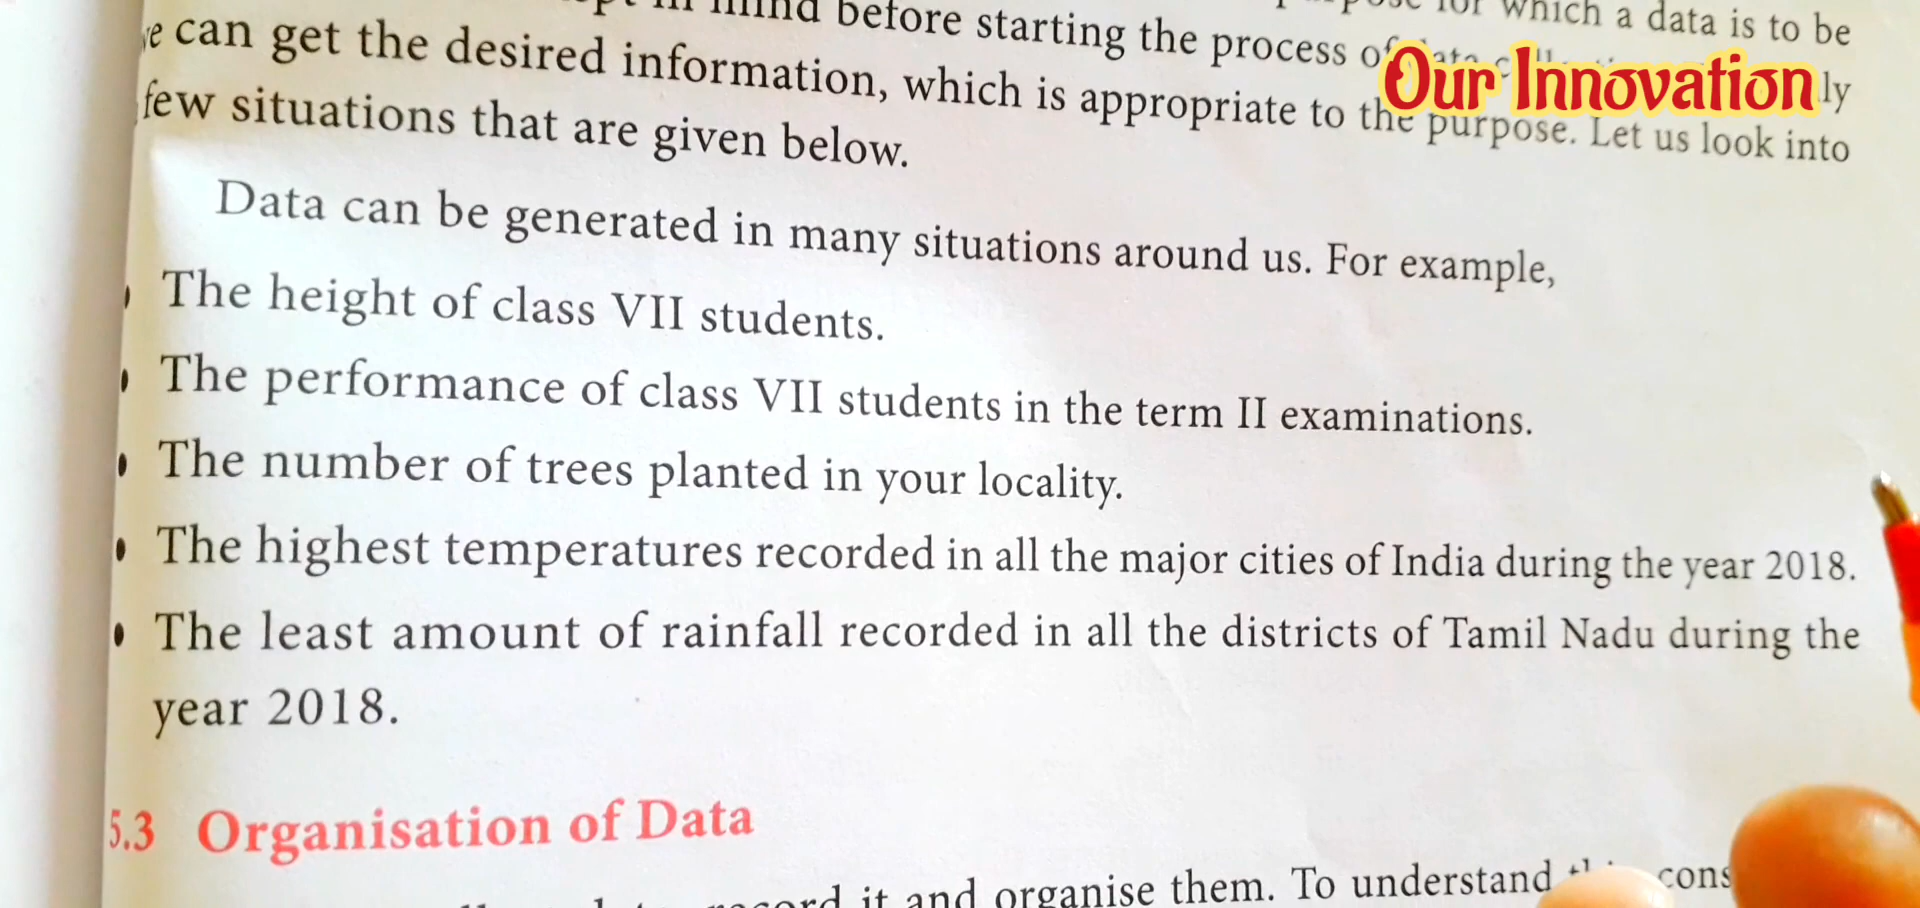 mind before starting the process of which a data is to be
we can get the desired information, which is appropriate to the purpose. Let us look into
few situations that are given below.
Data can be generated in many situations around us. For example,
• The height of class VII students.
• The performance of class VII students in the term II examinations.
• The number of trees planted in your locality.
• The highest temperatures recorded in all the major cities of India during the year 2018.
• The least amount of rainfall recorded in all the districts of Tamil Nadu during the
year 2018.
5.3 Organisation of Data
record it and organise them. To understand
Our Innovation